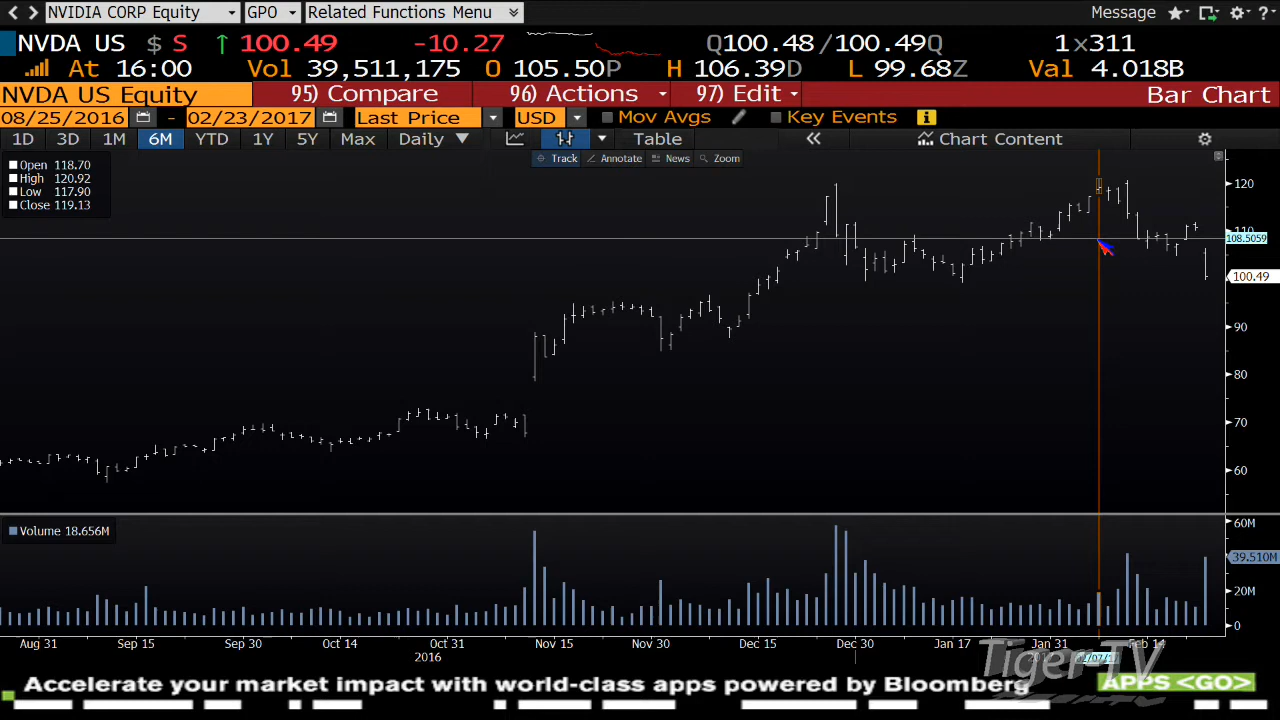 NVIDIA CORP Equity GPO Related Functions Menu Message ?
NVDA US $ S ↑ 100.49 -10.27 Q100.48/100.49Q 1x311
At 16:00 Vol 39,511,175 O 105.50P H 106.39D L 99.68Z Val 4.018B
NVDA US Equity 95) Compare 96) Actions 97) Edit Bar Chart
08/25/2016 - 02/23/2017 Last Price USD Mov Avgs Key Events i
1D 3D 1M 6M YTD 1Y 5Y Max Daily ▼ Table « Chart Content
Track Annotate News Zoom
Open 118.70
High 120.92
Low 117.90
Close 119.13
120
108.5059
100.49
90
80
70
60
Volume 18.656M
60M
39.510M
20M
0
Aug 31 Sep 15 Sep 30 Oct 14 Oct 31 Nov 15 Nov 30 Dec 15 Dec 30 Jan 17 Jan 31 Feb 14
2016
Tiger-TV
Accelerate your market impact with world-class apps powered by Bloomberg APPS <GO>